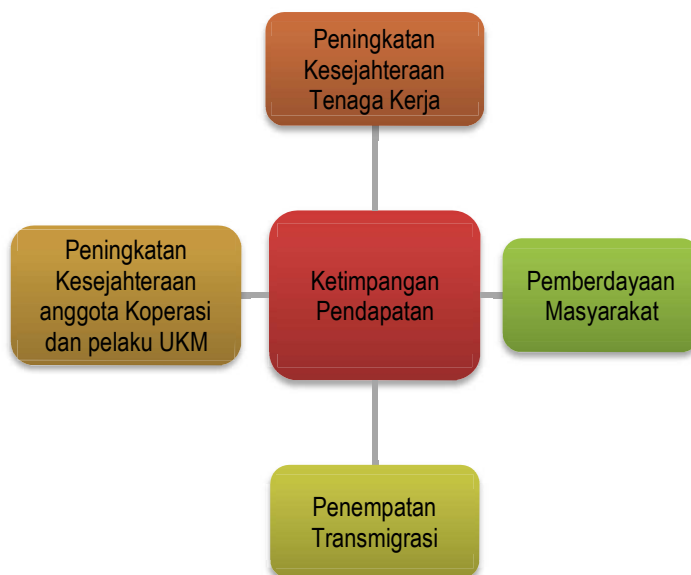 Peningkatan
Kesejahteraan
Tenaga Kerja
Peningkatan
Kesejahteraan
anggota Koperasi
dan pelaku UKM
Ketimpangan
Pendapatan
Pemberdayaan
Masyarakat
Penempatan
Transmigrasi